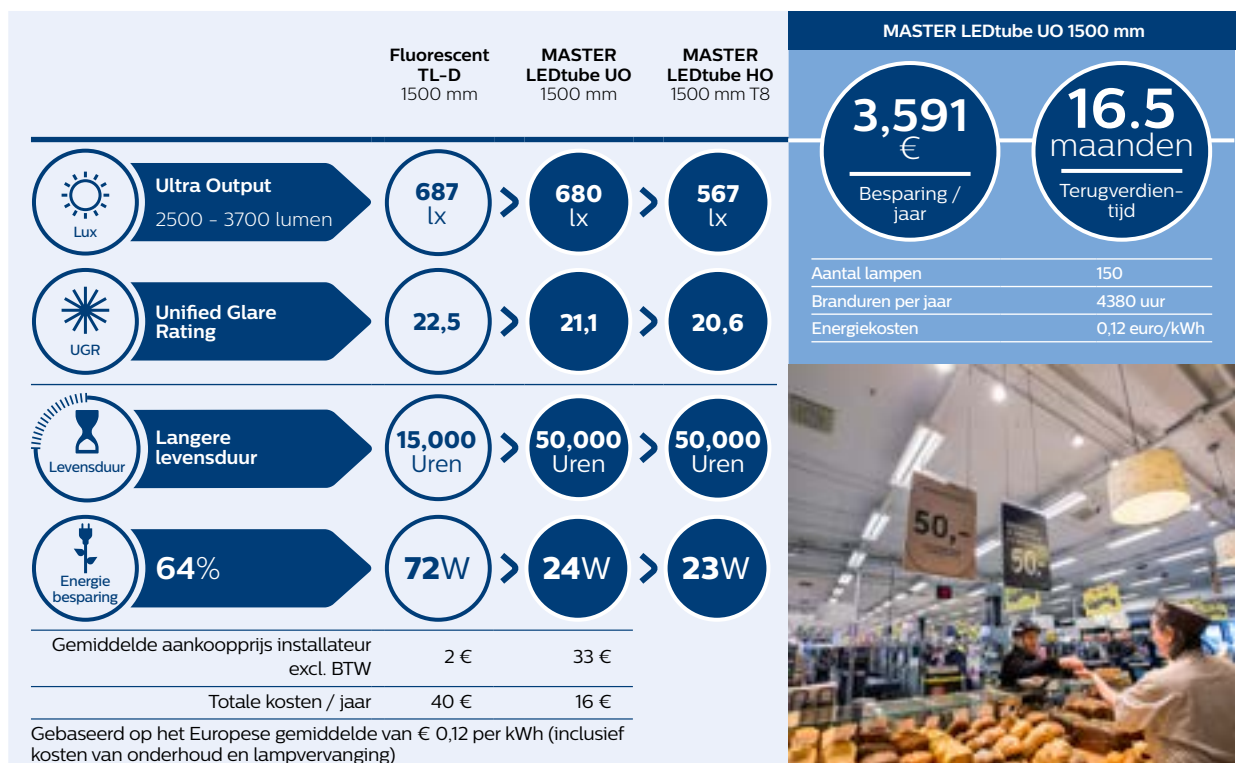 Fluorescent
TL-D
1500 mm
MASTER
LEDtube UO
1500 mm
MASTER
LEDtube HO
1500 mm T8
Lux
Ultra Output
2500 - 3700 lumen
687
lx
>
680
lx
>
567
lx
UGR
Unified Glare
Rating
22,5
>
21,1
>
20,6
Levensduur
Langere
levensduur
15,000
Uren
>
50,000
Uren
>
50,000
Uren
Energie
besparing
64%
72W
>
24W
>
23W
Gemiddelde aankoopprijs installateur
excl. BTW
2 €
33 €
Totale kosten / jaar
40 €
16 €
Gebaseerd op het Europese gemiddelde van € 0,12 per kWh (inclusief
kosten van onderhoud en lampvervanging)
MASTER LEDtube UO 1500 mm
3,591
€
Besparing /
jaar
16.5
maanden
Terugverdien-
tijd
Aantal lampen 150
Branduren per jaar 4380 uur
Energiekosten 0,12 euro/kWh
50,-
50,-